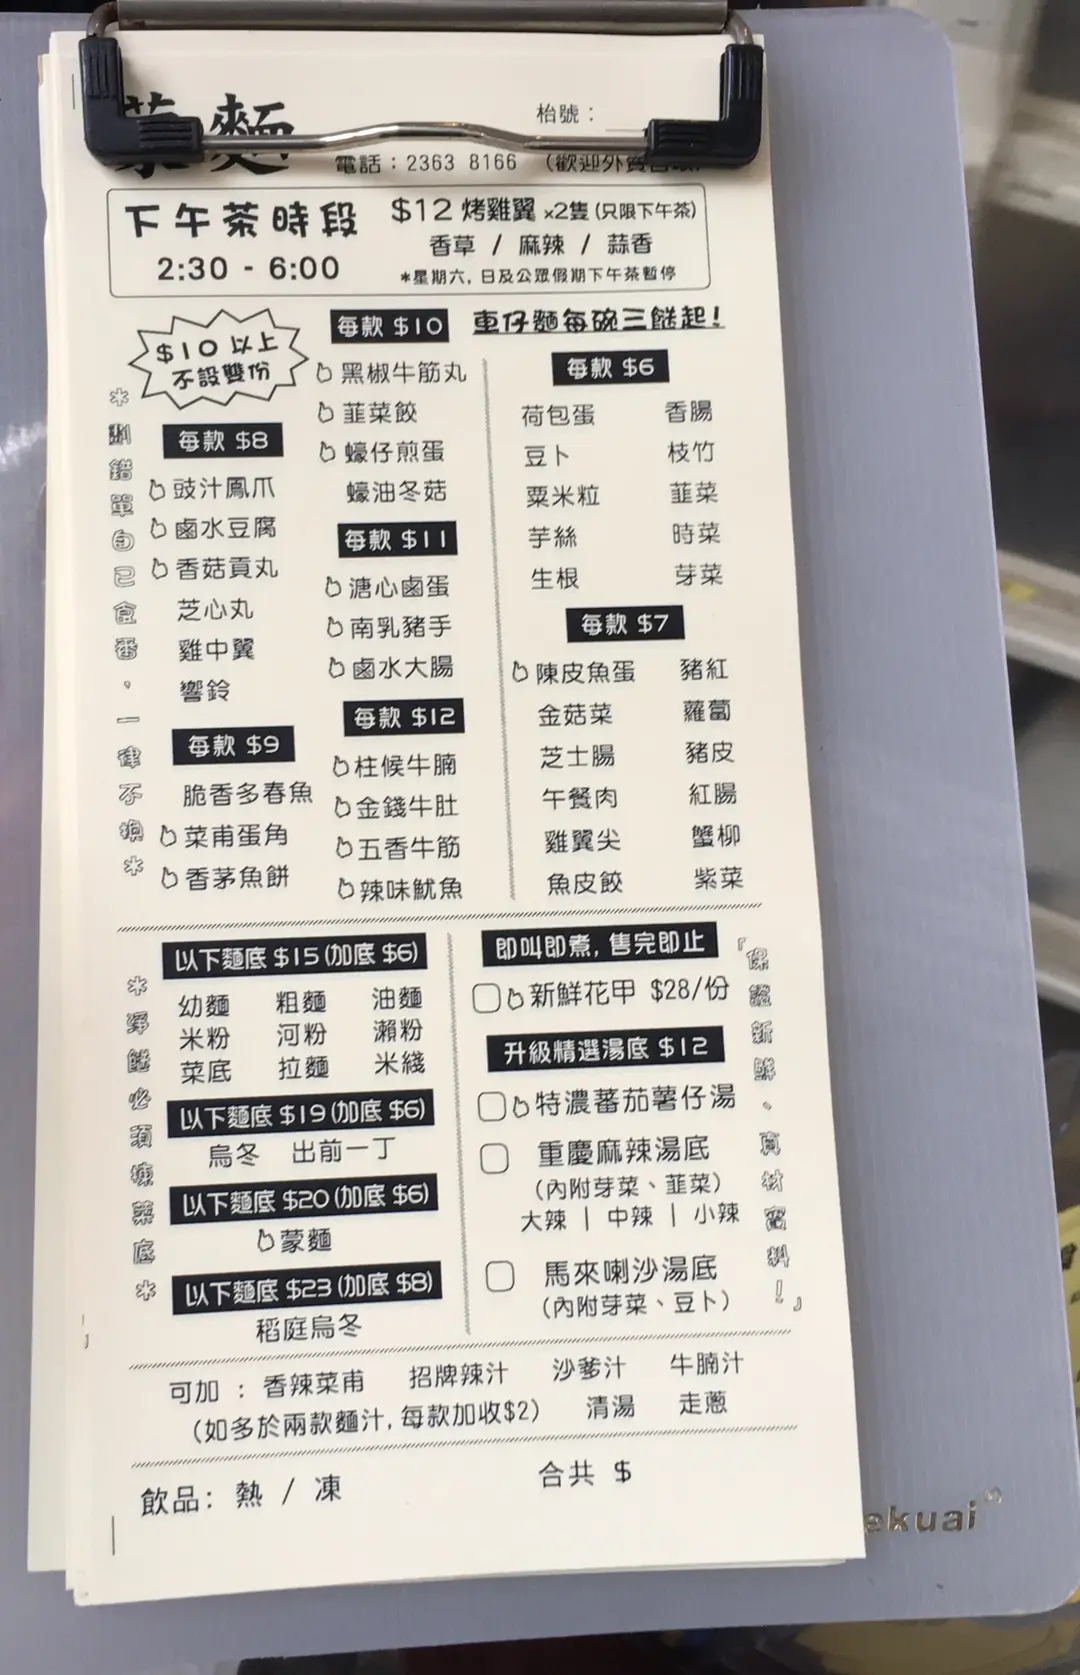 麵
枱號：
電話：2363 8166
下午茶時段
2:30 - 6:00
$12 烤雞翼 x2隻 (只限下午茶)
香草 / 麻辣 / 蒜香
*星期六, 日及公眾假期下午茶暫停
$10 以上
不設雙份
*劃錯單自己食番，一律不換*
每款 $8
豉汁鳳爪
鹵水豆腐
香菇貢丸
芝心丸
雞中翼
響鈴
每款 $9
脆香多春魚
菜甫蛋角
香茅魚餅
每款 $10
黑椒牛筋丸
韮菜餃
蠔仔煎蛋
蠔油冬菇
每款 $11
溏心鹵蛋
南乳豬手
鹵水大腸
每款 $12
柱候牛腩
金錢牛肚
五香牛筋
辣味魷魚
車仔麵每碗三餸起!
每款 $6
荷包蛋 香腸
豆卜 枝竹
粟米粒 韮菜
芋絲 時菜
生根 芽菜
每款 $7
陳皮魚蛋 豬紅
金菇菜 蘿蔔
芝士腸 豬皮
午餐肉 紅腸
雞翼尖 蟹柳
魚皮餃 紫菜
*淨餸必須揀菜底*
以下麵底 $15 (加底 $6)
幼麵 粗麵 油麵
米粉 河粉 瀨粉
菜底 拉麵 米綫
以下麵底 $19 (加底 $6)
烏冬 出前一丁
以下麵底 $20 (加底 $6)
蒙麵
以下麵底 $23 (加底 $8)
稻庭烏冬
即叫即煮, 售完即止
新鮮花甲 $28/份
升級精選湯底 $12
特濃蕃茄薯仔湯
重慶麻辣湯底
（內附芽菜、韮菜）
大辣 | 中辣 | 小辣
馬來喇沙湯底
（內附芽菜、豆卜）
「保證新鮮、真材實料！」
可加 ： 香辣菜甫 招牌辣汁 沙爹汁 牛腩汁
（如多於兩款麵汁, 每款加收$2） 清湯 走蔥
飲品： 熱 / 凍
合共 $
ekuai